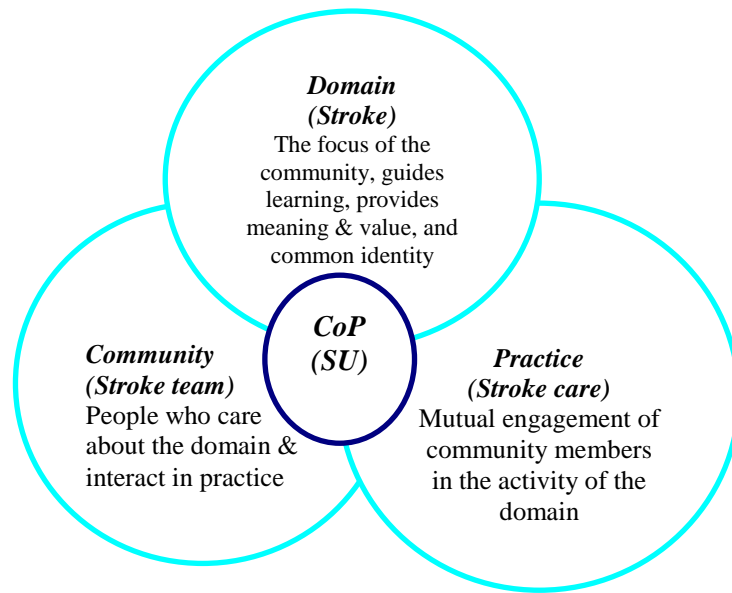 Domain
(Stroke)
The focus of the
community, guides
learning, provides
meaning & value, and
common identity
CoP
(SU)
Community
(Stroke team)
People who care
about the domain &
interact in practice
Practice
(Stroke care)
Mutual engagement of
community members
in the activity of the
domain